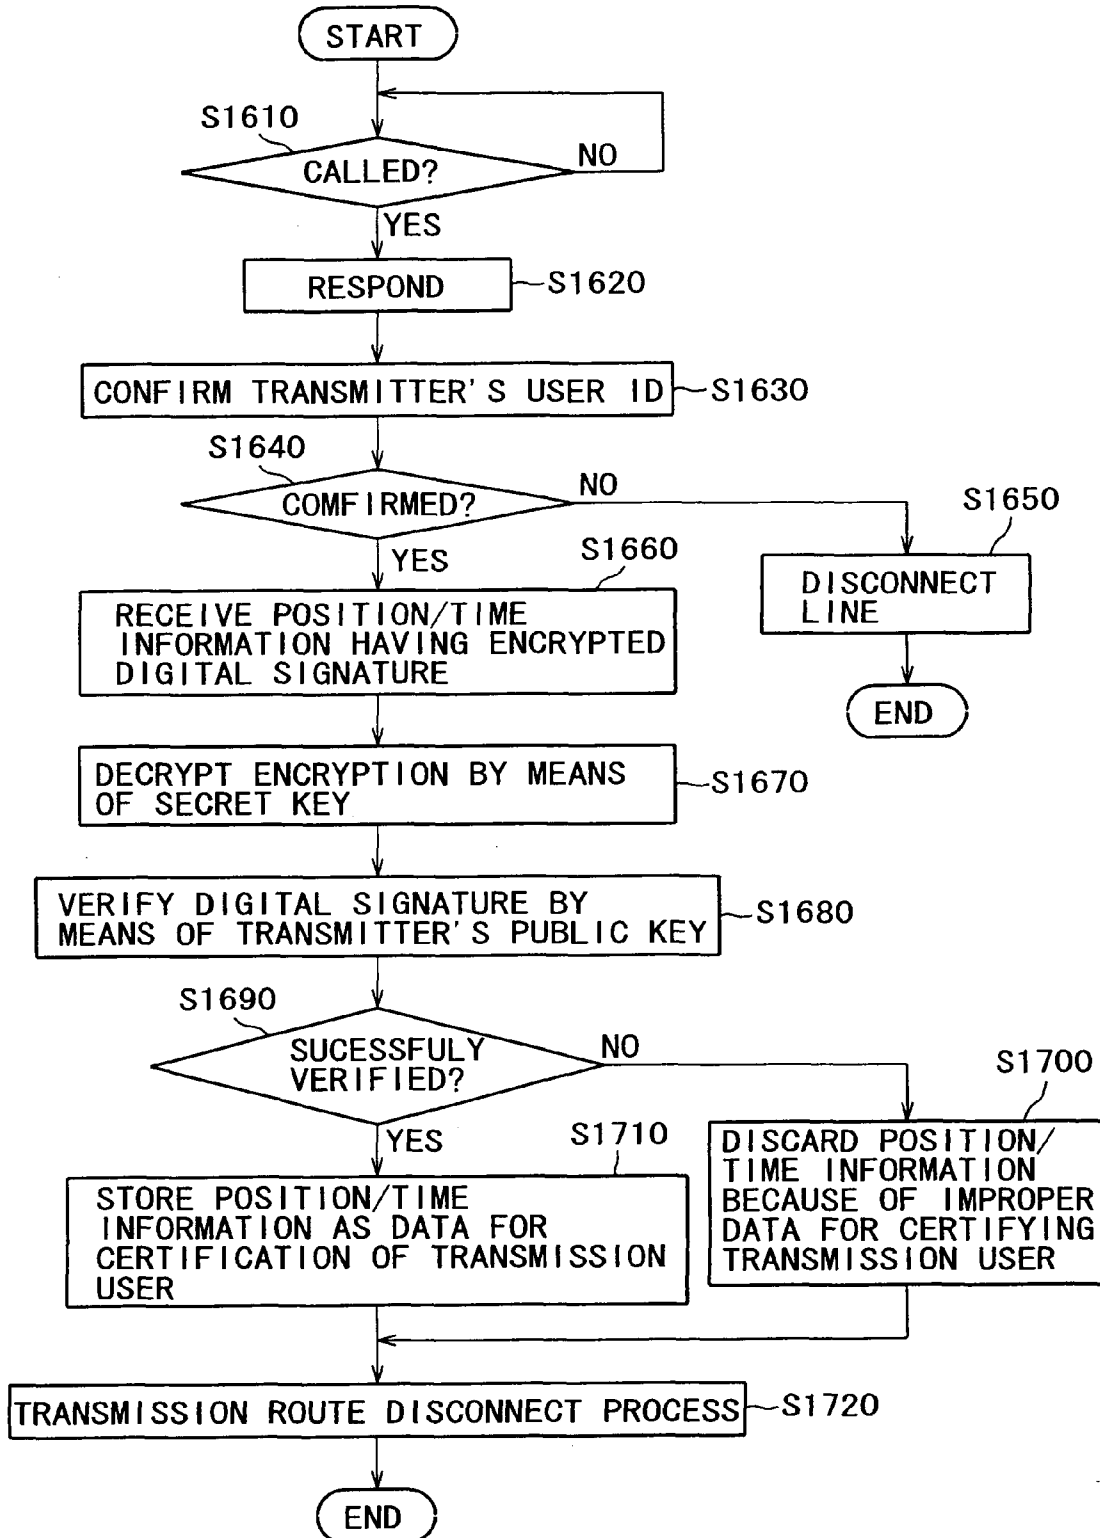 START
S1610
CALLED?
NO
YES
RESPOND
S1620
CONFIRM TRANSMITTER'S USER ID
S1630
S1640
COMFIRMED?
NO
YES
S1650
DISCONNECT
LINE
END
S1660
RECEIVE POSITION/TIME
INFORMATION HAVING ENCRYPTED
DIGITAL SIGNATURE
DECRYPT ENCRYPTION BY MEANS
OF SECRET KEY
S1670
VERIFY DIGITAL SIGNATURE BY
MEANS OF TRANSMITTER'S PUBLIC KEY
S1680
S1690
SUCESSFULY
VERIFIED?
NO
YES
S1700
DISCARD POSITION/
TIME INFORMATION
BECAUSE OF IMPROPER
DATA FOR CERTIFYING
TRANSMISSION USER
S1710
STORE POSITION/TIME
INFORMATION AS DATA FOR
CERTIFICATION OF TRANSMISSION
USER
TRANSMISSION ROUTE DISCONNECT PROCESS
S1720
END